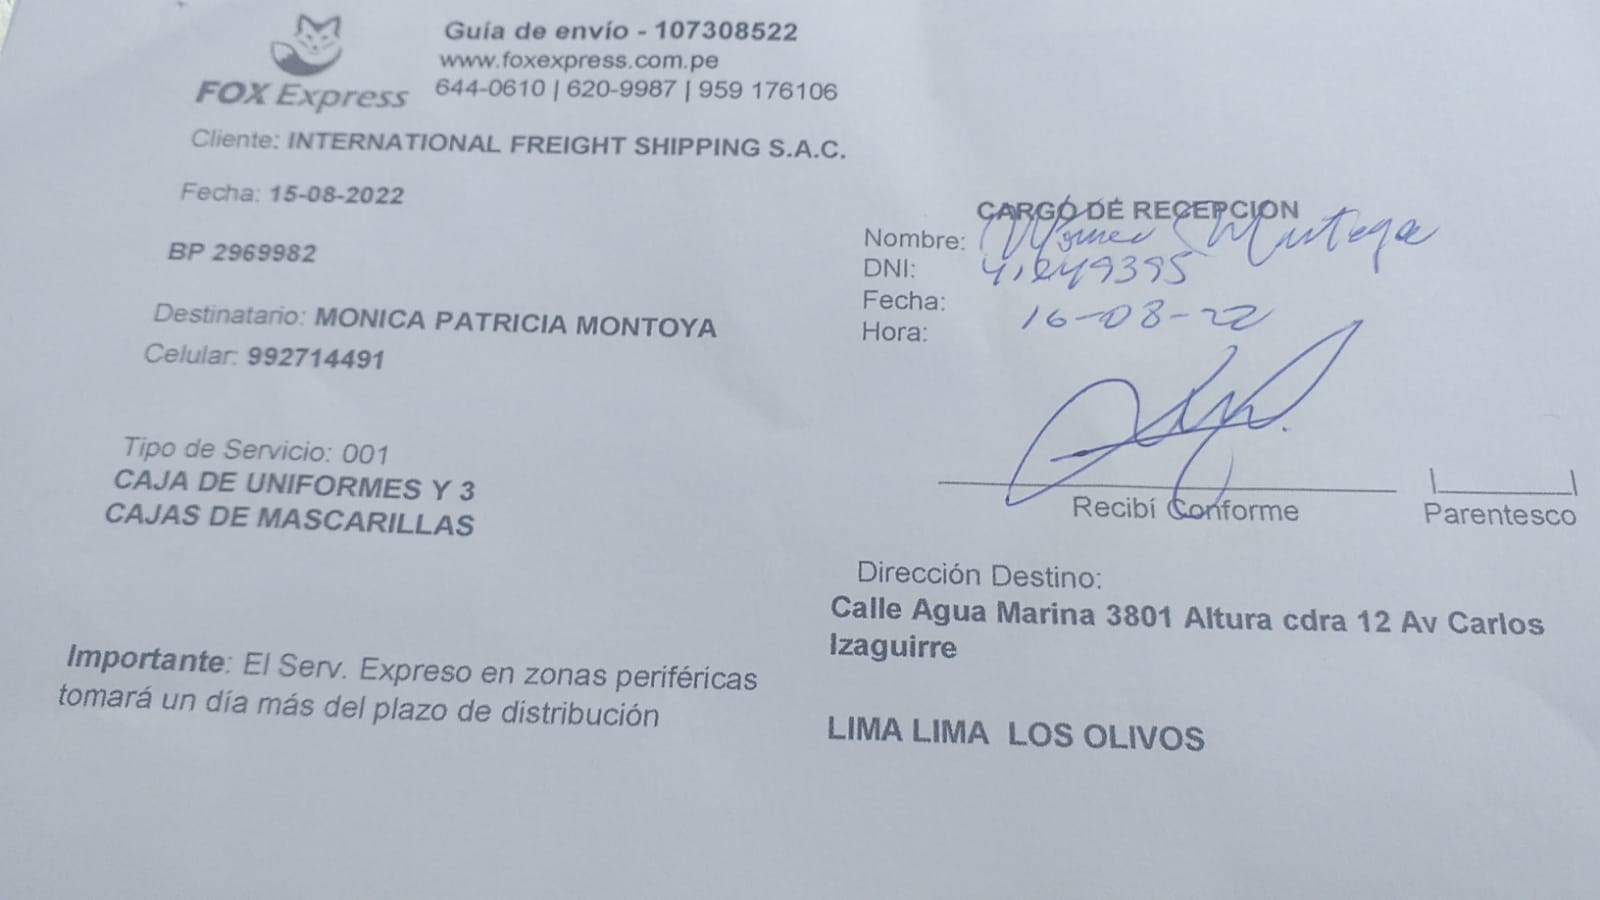 FOX Express
Guía de envío - 107308522
www.foxexpress.com.pe
644-0610 | 620-9987 | 959 176106
Cliente: INTERNATIONAL FREIGHT SHIPPING S.A.C.
Fecha: 15-08-2022
BP 2969982
Destinatario: MONICA PATRICIA MONTOYA
Celular: 992714491
Tipo de Servicio: 001
CAJA DE UNIFORMES Y 3
CAJAS DE MASCARILLAS
Importante: El Serv. Expreso en zonas periféricas
tomará un día más del plazo de distribución
CARGO DE RECEPCION
Nombre:
DNI: 41249395
Fecha: 16-08-22
Hora:
Recibí Conforme
Parentesco
Dirección Destino:
Calle Agua Marina 3801 Altura cdra 12 Av Carlos
Izaguirre
LIMA LIMA LOS OLIVOS